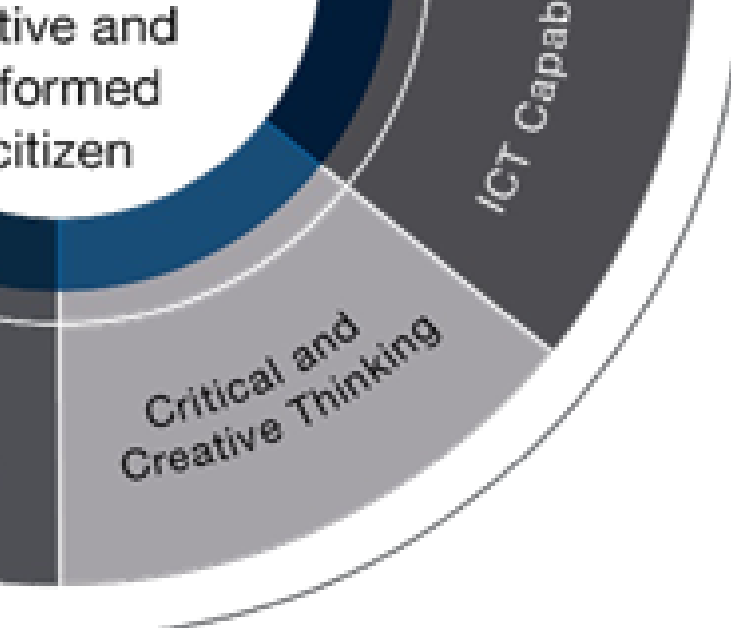 tive and
formed
citizen
ICT Capab
Critical and
Creative Thinking